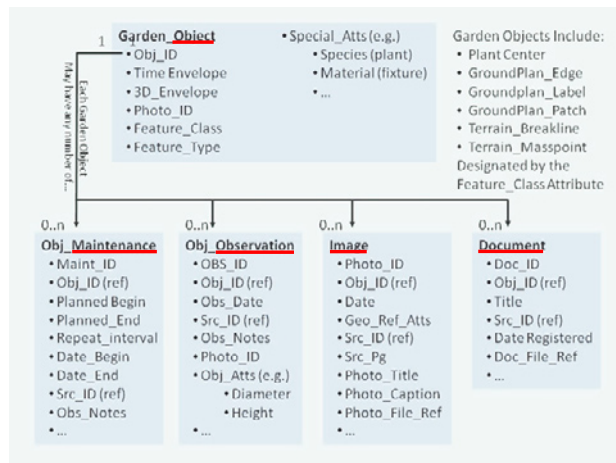 Garden_Object
1 1
• Obj_ID
• Time Envelope
• 3D_Envelope
• Photo_ID
• Feature_Class
• Feature_Type
• Special_Atts (e.g.)
• Species (plant)
• Material (fixture)
• ...
Garden Objects Include:
• Plant Center
• GroundPlan_Edge
• Groundplan_Label
• GroundPlan_Patch
• Terrain_Breakline
• Terrain_Masspoint
Designated by the
Feature_Class Attribute
Each Garden Object
May have any number of...
0..n
Obj_Maintenance
• Maint_ID
• Obj_ID (ref)
• Planned Begin
• Planned_End
• Repeat_interval
• Date_Begin
• Date_End
• Src_ID (ref)
• Obs_Notes
• ...
0..n
Obj_Observation
• OBS_ID
• Obj_ID (ref)
• Obs_Date
• Src_ID (ref)
• Obs_Notes
• Photo_ID
• Obj_Atts (e.g.)
• Diameter
• Height
• ...
0..n
Image
• Photo_ID
• Obj_ID (ref)
• Date
• Geo_Ref_Atts
• Src_ID (ref)
• Src_Pg
• Photo_Title
• Photo_Caption
• Photo_File_Ref
• ...
0..n
Document
• Doc_ID
• Obj_ID (ref)
• Title
• Src_ID (ref)
• Date Registered
• Doc_File_Ref
• ...